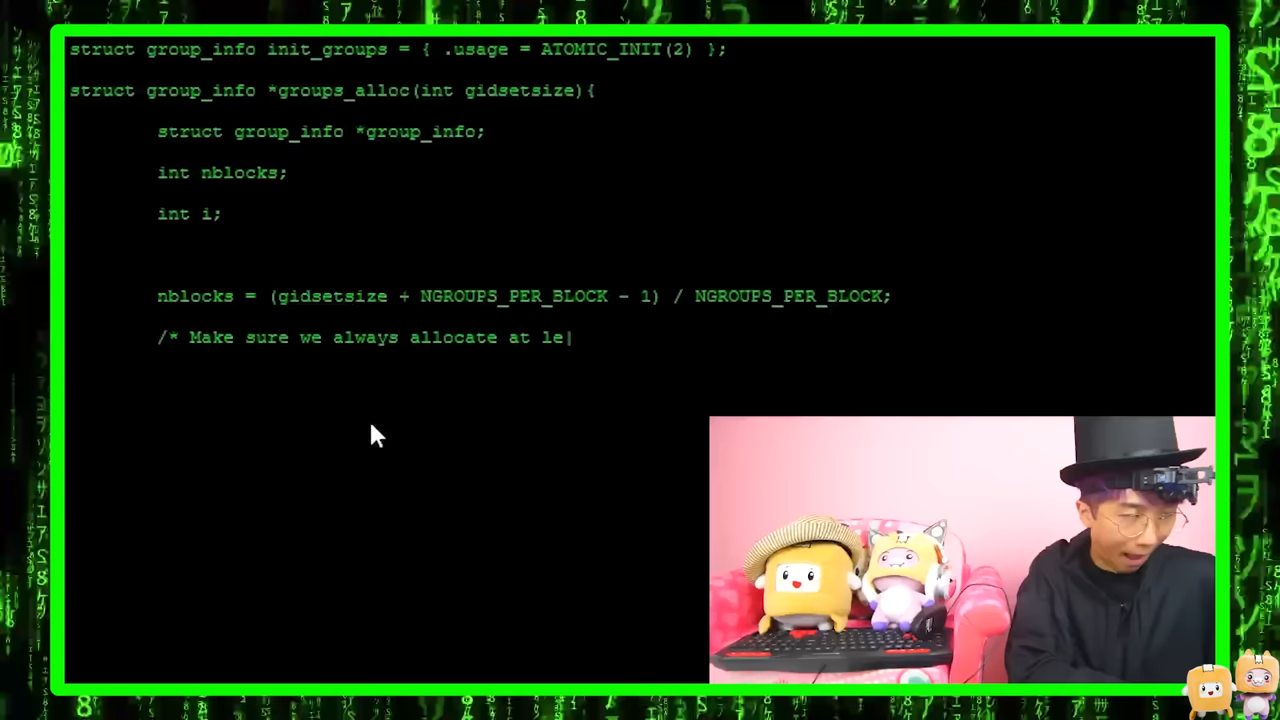 struct group_info init_groups = { .usage = ATOMIC_INIT(2) };
struct group_info *groups_alloc(int gidsetsize){
struct group_info *group_info;
int nblocks;
int i;
nblocks = (gidsetsize + NGROUPS_PER_BLOCK - 1) / NGROUPS_PER_BLOCK;
/* Make sure we always allocate at le|